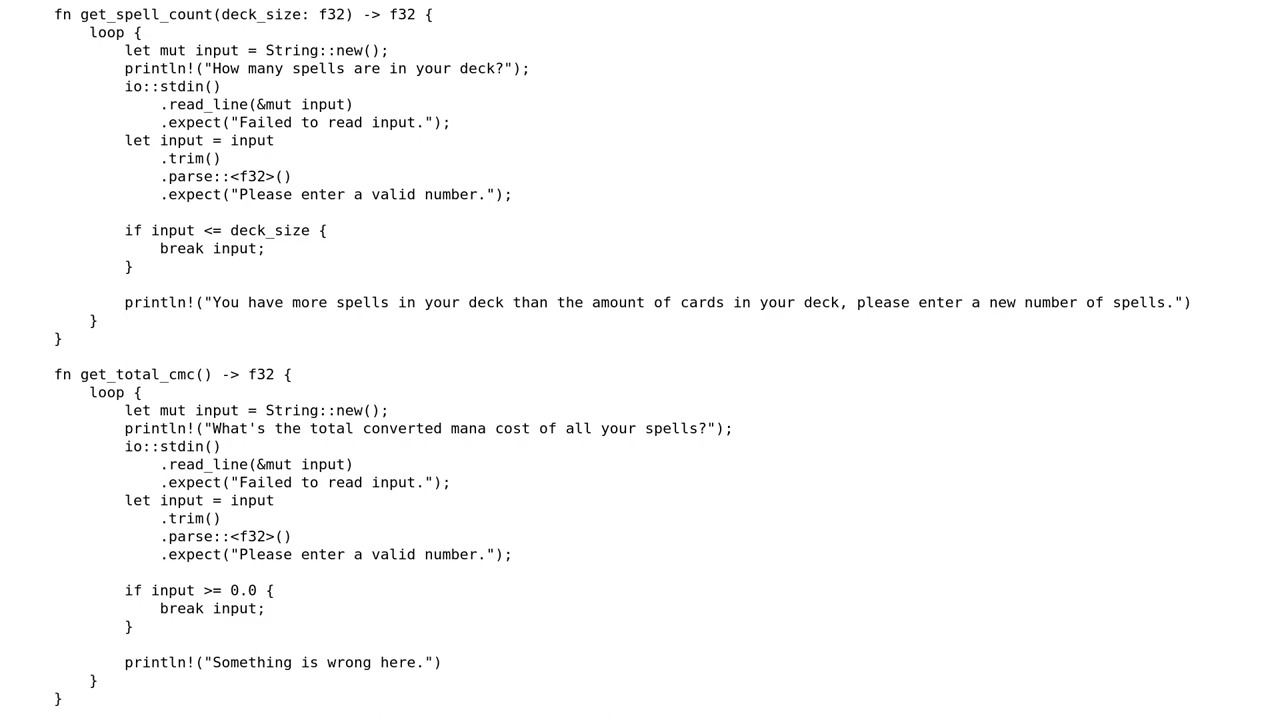 fn get_spell_count(deck_size: f32) -> f32 {
    loop {
        let mut input = String::new();
        println!("How many spells are in your deck?");
        io::stdin()
            .read_line(&mut input)
            .expect("Failed to read input.");
        let input = input
            .trim()
            .parse::<f32>()
            .expect("Please enter a valid number.");

        if input <= deck_size {
            break input;
        }

        println!("You have more spells in your deck than the amount of cards in your deck, please enter a new number of spells.")
    }
}

fn get_total_cmc() -> f32 {
    loop {
        let mut input = String::new();
        println!("What's the total converted mana cost of all your spells?");
        io::stdin()
            .read_line(&mut input)
            .expect("Failed to read input.");
        let input = input
            .trim()
            .parse::<f32>()
            .expect("Please enter a valid number.");

        if input >= 0.0 {
            break input;
        }

        println!("Something is wrong here.")
    }
}